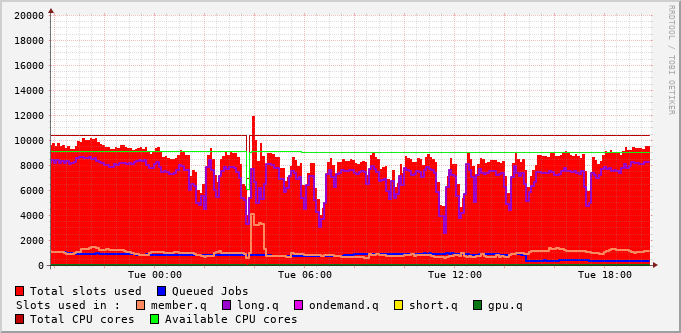 20000
18000
16000
14000
12000
10000
8000
6000
4000
2000
0
Tue 00:00 Tue 06:00 Tue 12:00 Tue 18:00
Total slots used Queued Jobs
Slots used in : member.q long.q ondemand.q short.q gpu.q
Total CPU cores Available CPU cores
RRDTOOL / TOBI OETIKER